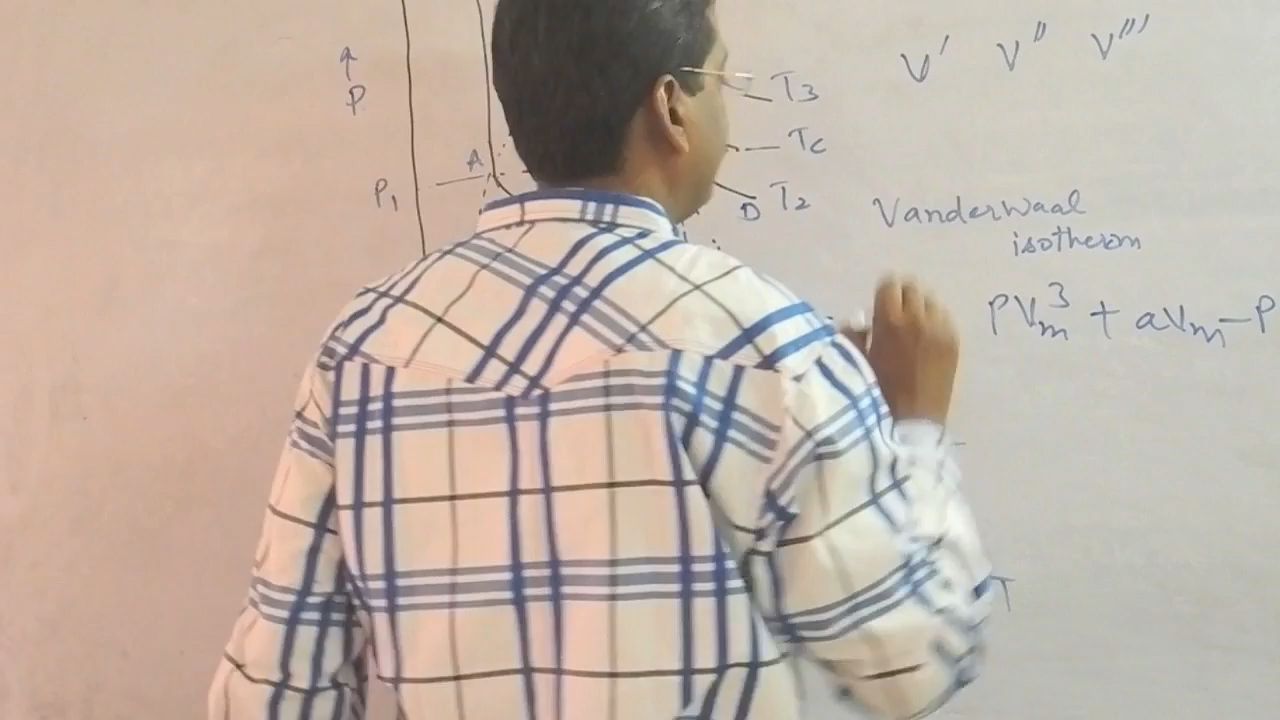 V' V" V'''
↑
P
T3
Tc
A
P1
D T2
Vanderwaal
isotherm
PVm³ + aVm - P
T